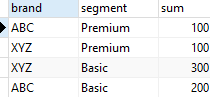 brand segment sum
ABC Premium 100
XYZ Premium 100
XYZ Basic 300
ABC Basic 200